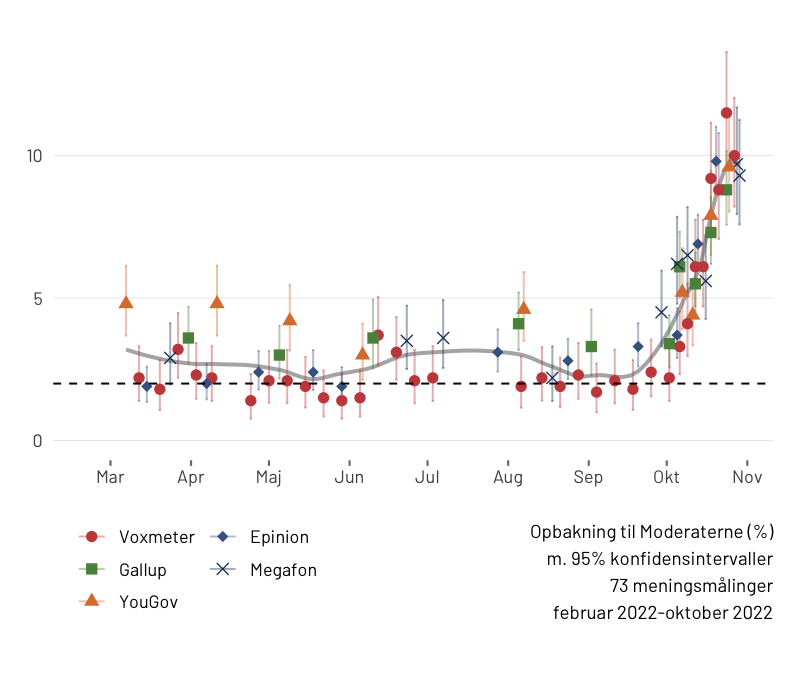 10
5
0
Mar Apr Maj Jun Jul Aug Sep Okt Nov
Voxmeter Epinion
Gallup Megafon
YouGov
Opbakning til Moderaterne (%)
m. 95% konfidensintervaller
73 meningsmålinger
februar 2022-oktober 2022